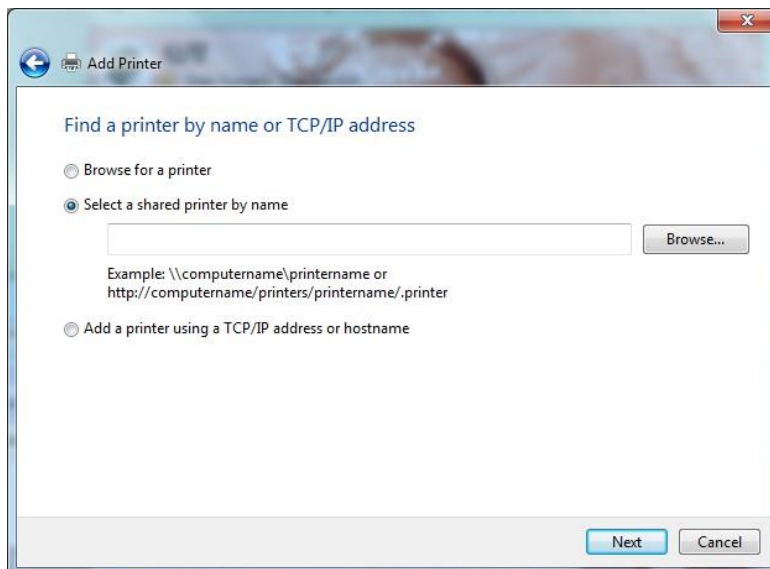 Add Printer
Find a printer by name or TCP/IP address
Browse for a printer
Select a shared printer by name
Browse...
Example: \\computername\printername or
http://computername/printers/printername/.printer
Add a printer using a TCP/IP address or hostname
Next
Cancel